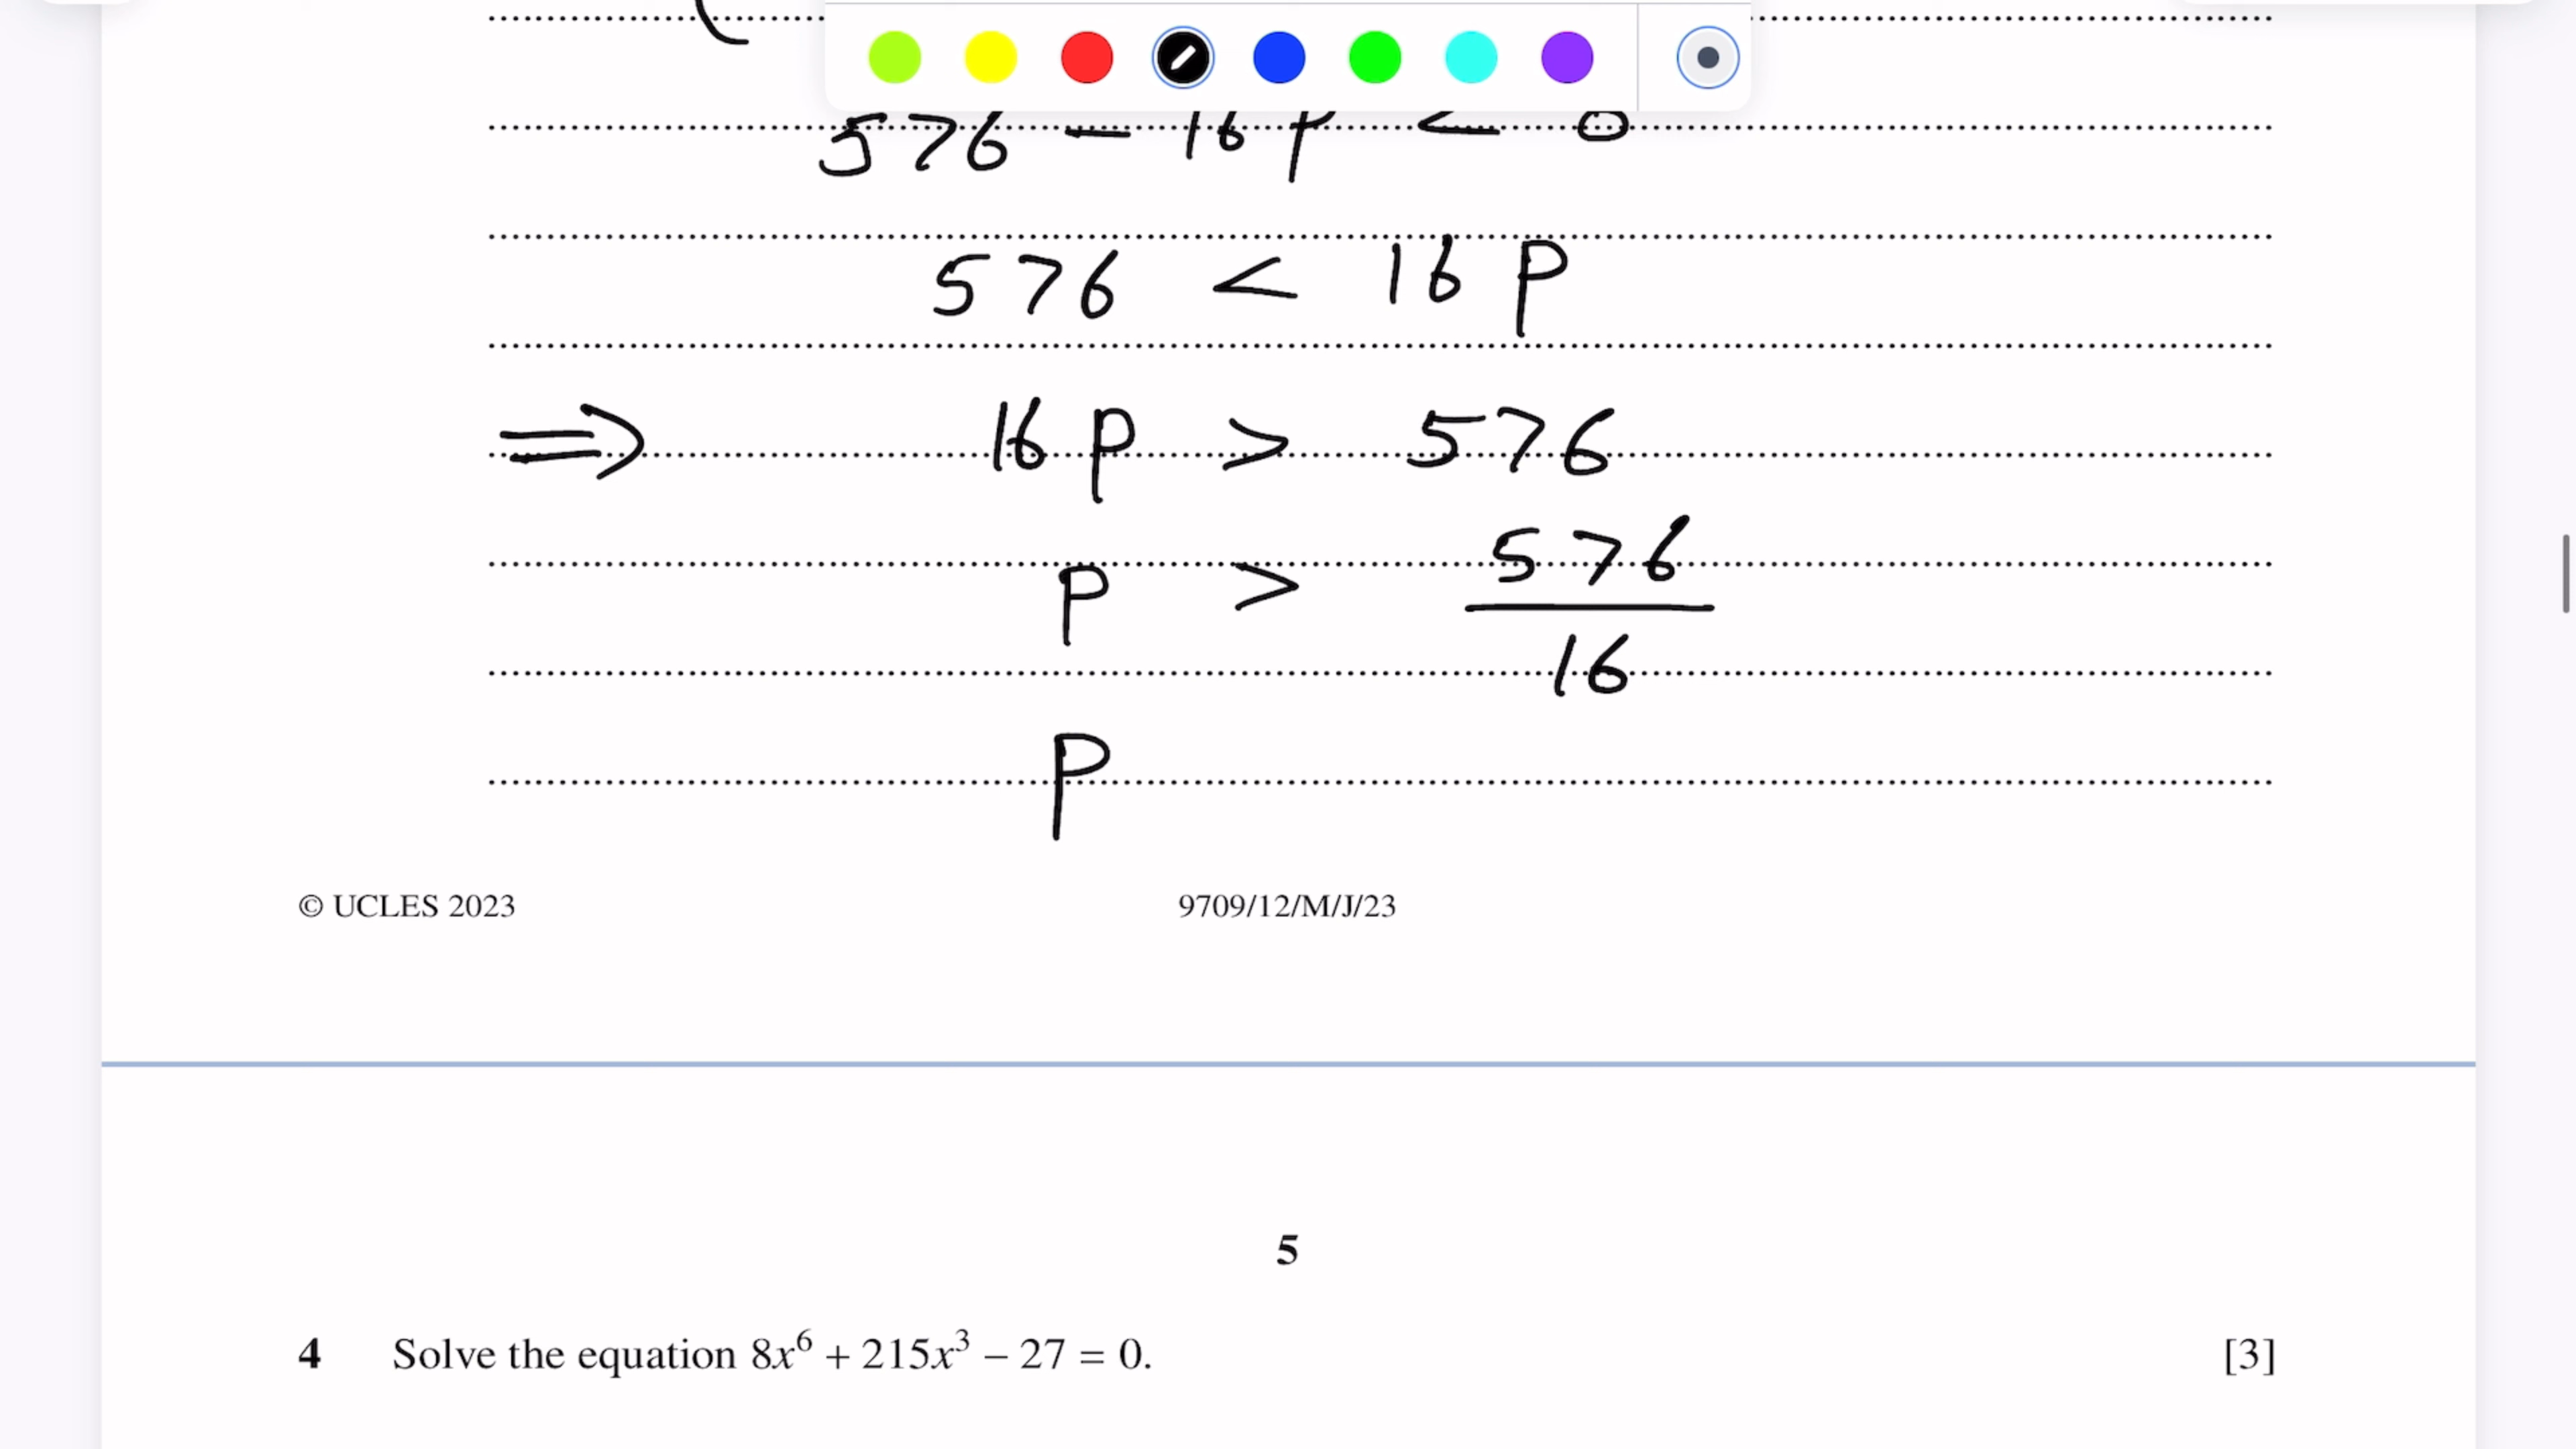 576 - 16p < 0
576 < 16p
⇒ 16p > 576
p > 576/16
p
© UCLES 2023 9709/12/M/J/23
5
4 Solve the equation 8x⁶ + 215x³ – 27 = 0. [3]